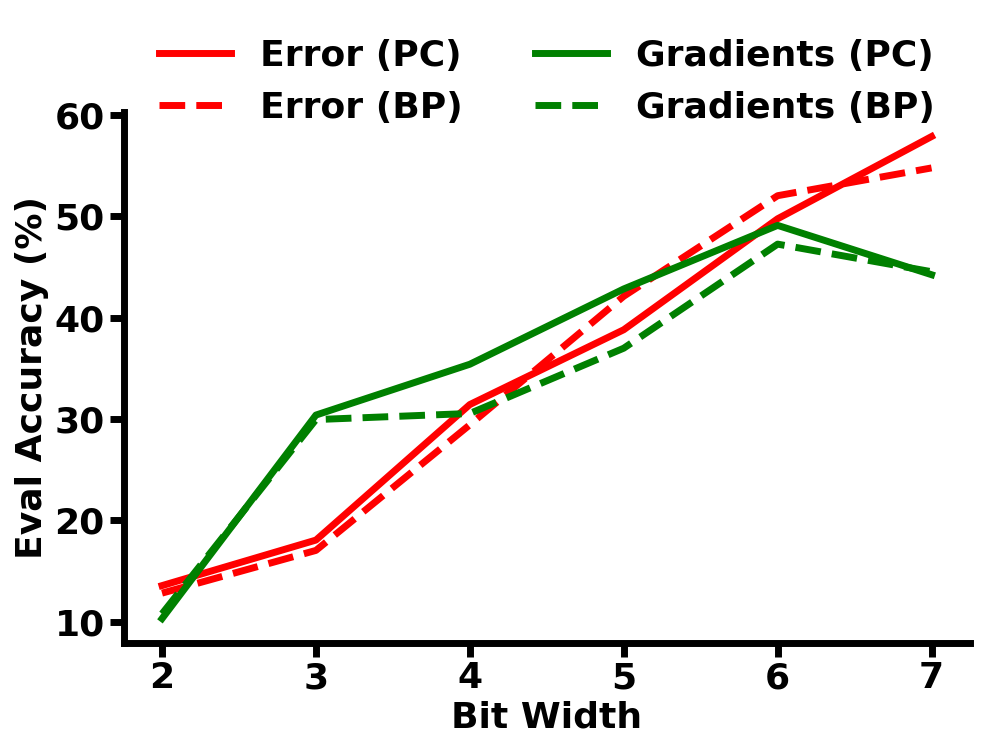 Error (PC)
Error (BP)
Gradients (PC)
Gradients (BP)
Eval Accuracy (%)
60
50
40
30
20
10
2 3 4 5 6 7
Bit Width